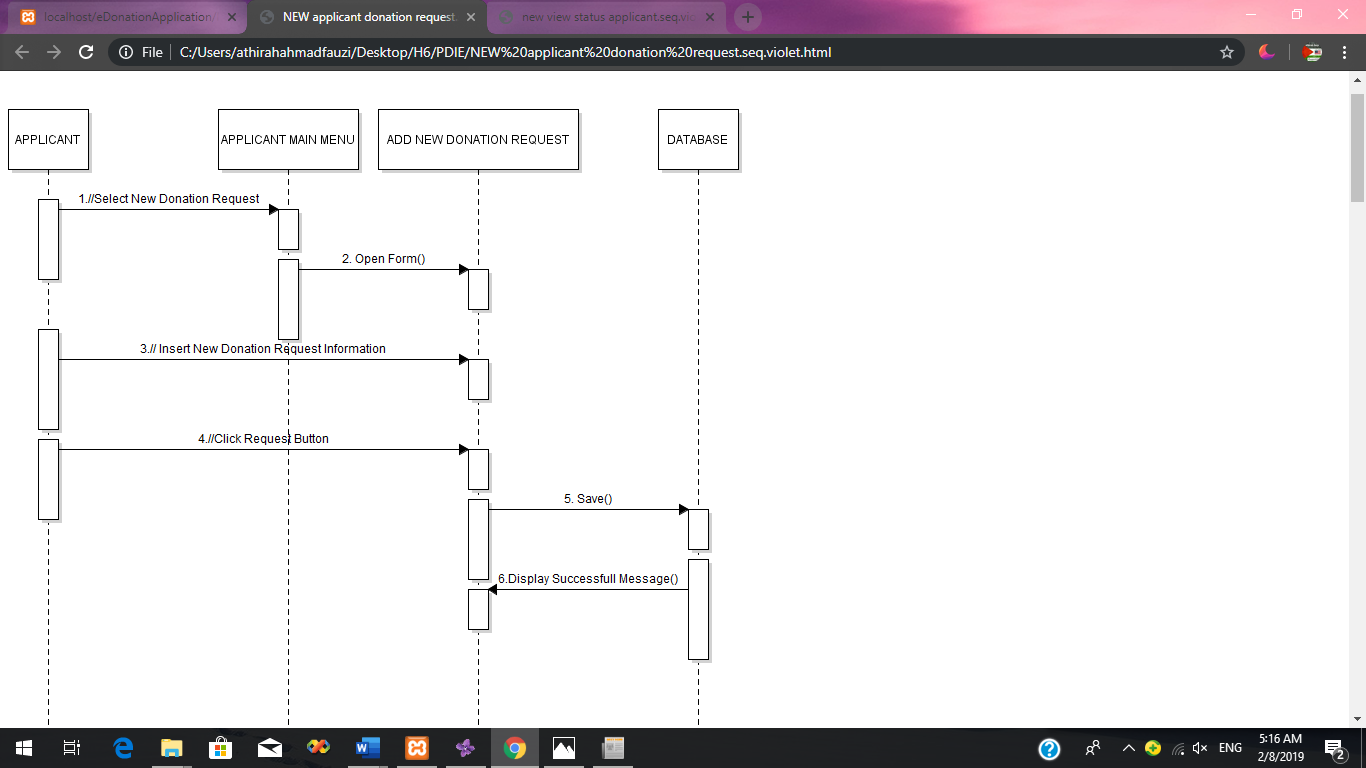 localhost/eDonationApplication/
NEW applicant donation request.
new view status applicant.seq.vio
File
C:/Users/athirahahmadfauzi/Desktop/H6/PDIE/NEW%20applicant%20donation%20request.seq.violet.html
APPLICANT
APPLICANT MAIN MENU
ADD NEW DONATION REQUEST
DATABASE
1.//Select New Donation Request
2. Open Form()
3.// Insert New Donation Request Information
4.//Click Request Button
5. Save()
6.Display Successfull Message()
ENG
5:16 AM
2/8/2019
2